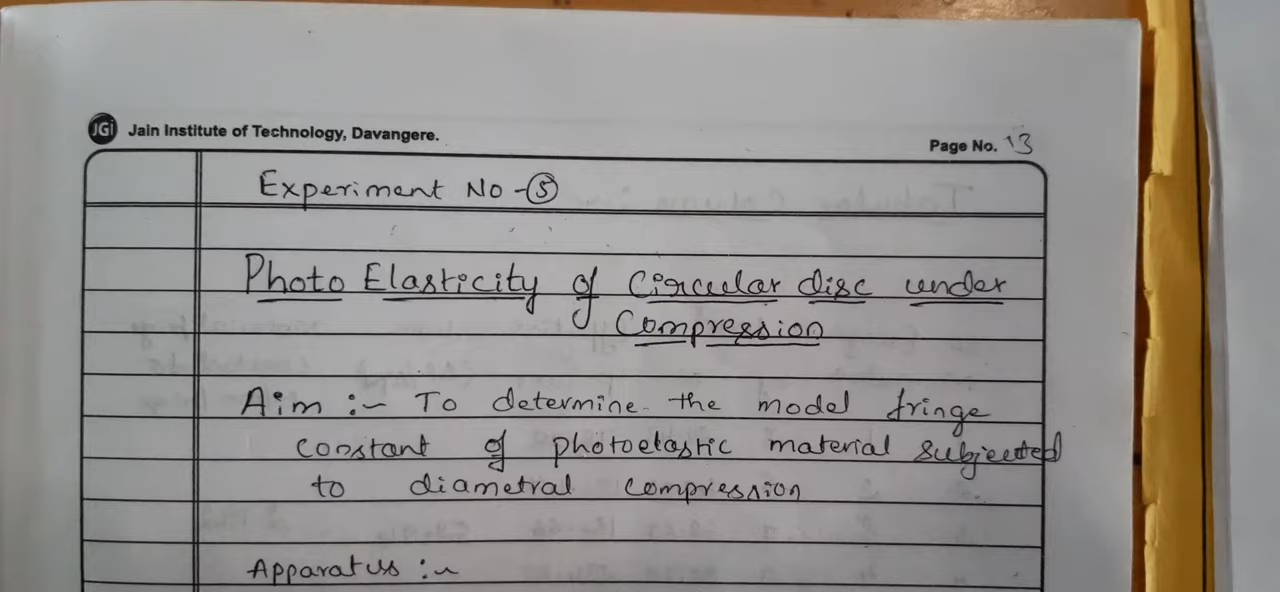 JGi Jain Institute of Technology, Davangere.
Page No. 13
Experiment No - 5
Photo Elasticity of Circular disc under
Compression
Aim :- To determine the model fringe
constant of photoelastic material subjected
to diametral compression
Apparatus :-